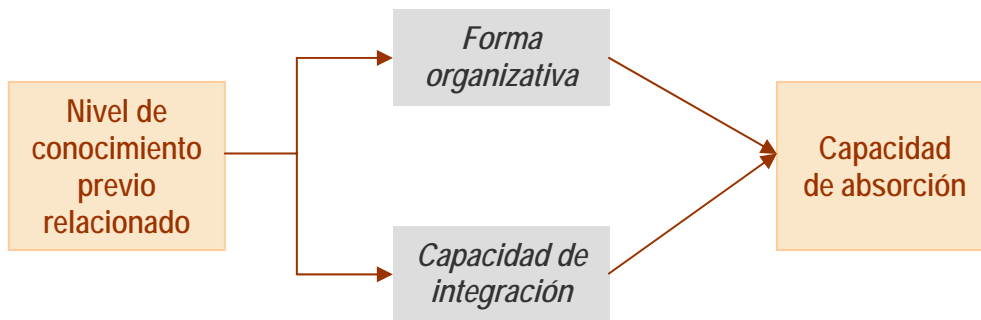 Nivel de
conocimiento
previo
relacionado
Forma
organizativa
Capacidad de
integración
Capacidad
de absorción